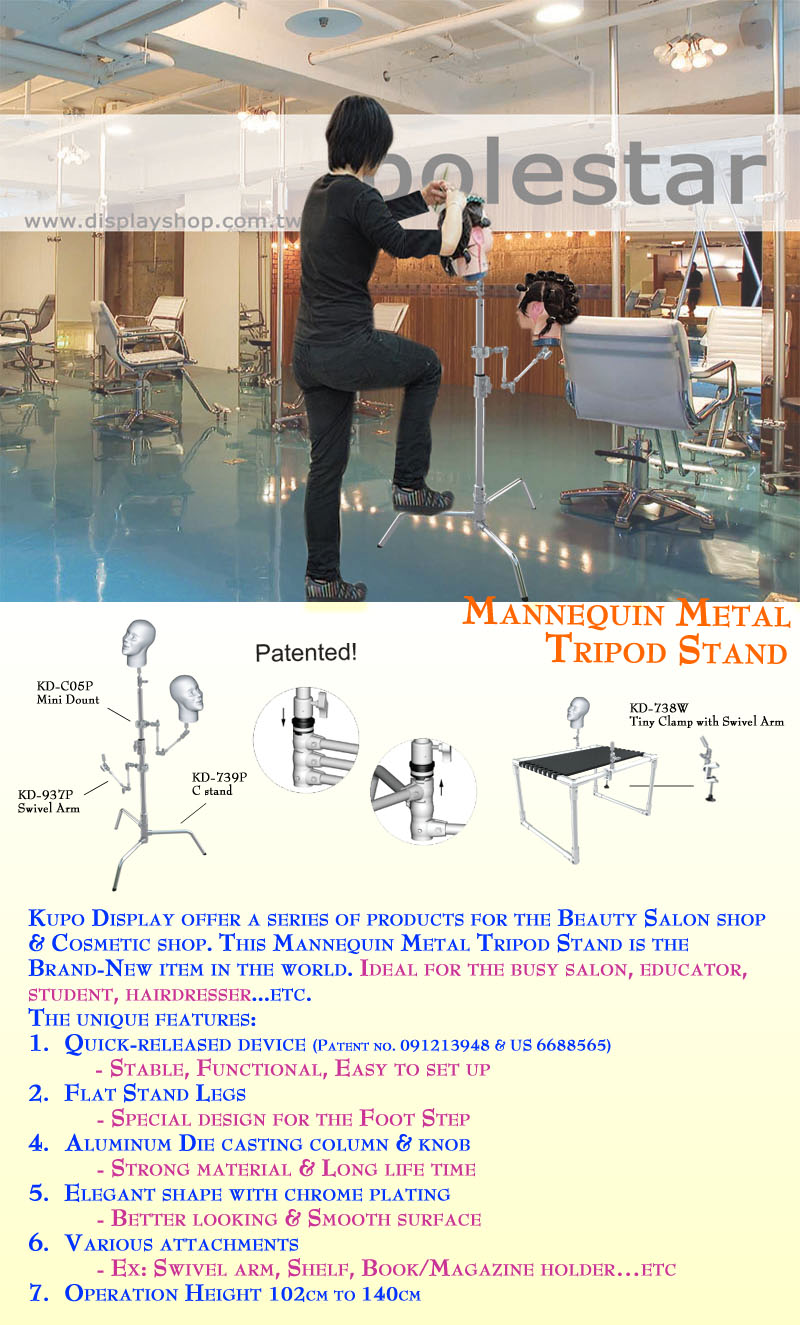 polestar
www.displayshop.com.tw
Mannequin Metal
Tripod Stand
Patented!
KD-C05P
Mini Dount
KD-937P
Swivel Arm
KD-739P
C stand
KD-738W
Tiny Clamp with Swivel Arm
Kupo Display offer a series of products for the Beauty Salon shop
& Cosmetic shop. This Mannequin Metal Tripod Stand is the
Brand-New item in the world. Ideal for the busy salon, educator,
student, hairdresser...etc.
The unique features:
1. Quick-released device (Patent no. 091213948 & US 6688565)
- Stable, Functional, Easy to set up
2. Flat Stand Legs
- Special design for the Foot Step
4. Aluminum Die casting column & knob
- Strong material & Long life time
5. Elegant shape with chrome plating
- Better looking & Smooth surface
6. Various attachments
- Ex: Swivel arm, Shelf, Book/Magazine holder...etc
7. Operation Height 102cm to 140cm